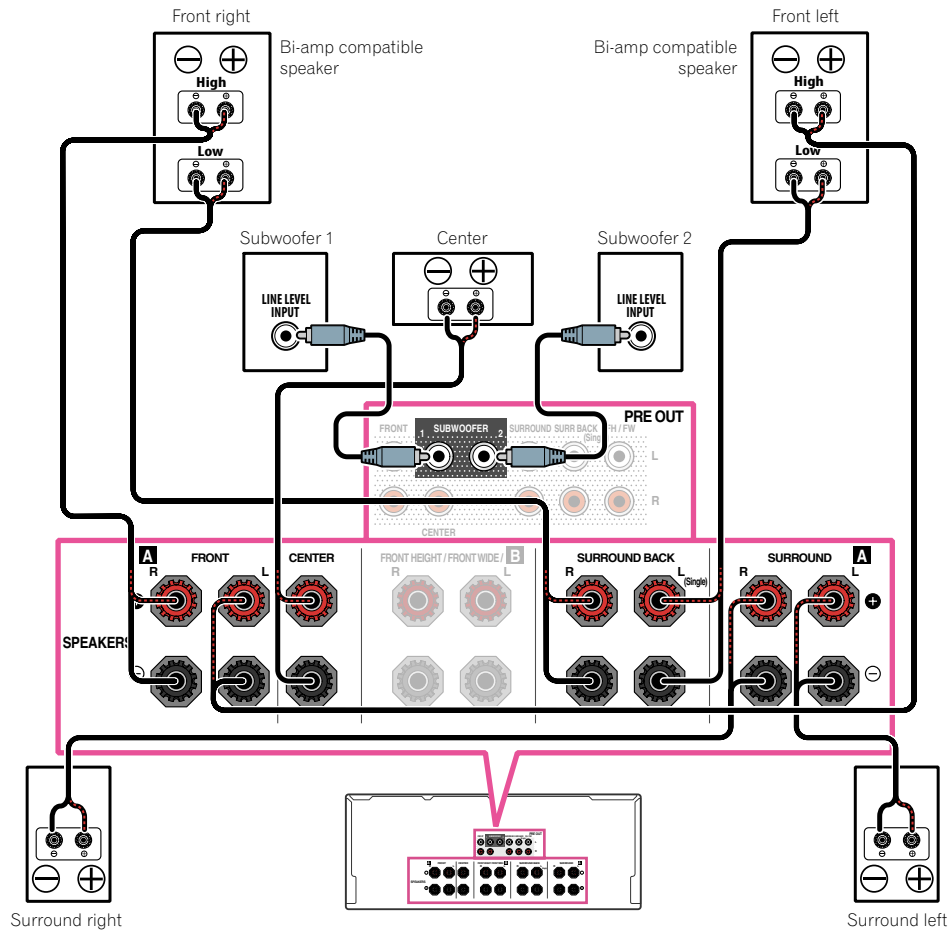 Front right
Front left
Bi-amp compatible
speaker
Bi-amp compatible
speaker
High
High
Low
Low
Subwoofer 1
Center
Subwoofer 2
LINE LEVEL
INPUT
LINE LEVEL
INPUT
PRE OUT
FRONT
SUBWOOFER
1
2
SURROUND
SURR BACK
(Sing
FH / FW
L
R
CENTER
A
FRONT
R
L
CENTER
FRONT HEIGHT / FRONT WIDE /
B
R
L
SURROUND BACK
R
L
(Single)
SURROUND
A
R
L
SPEAKERS
Surround right
Surround left